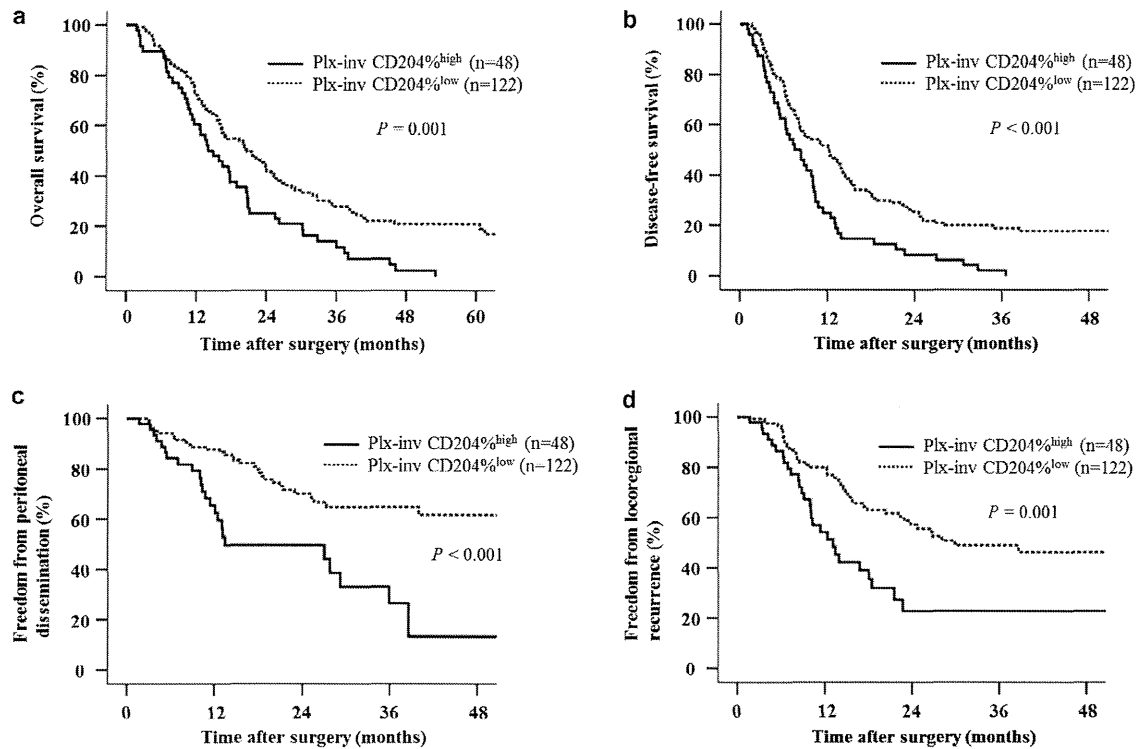 a
Overall survival (%)
100
80
60
40
20
0
Plx-inv CD204%high (n=48)
Plx-inv CD204%low (n=122)
P = 0.001
0 12 24 36 48 60
Time after surgery (months)
b
Disease-free survival (%)
100
80
60
40
20
0
Plx-inv CD204%high (n=48)
Plx-inv CD204%low (n=122)
P < 0.001
0 12 24 36 48
Time after surgery (months)
c
Freedom from peritoneal
dissemination (%)
100
80
60
40
20
0
Plx-inv CD204%high (n=48)
Plx-inv CD204%low (n=122)
P < 0.001
0 12 24 36 48
Time after surgery (months)
d
Freedom from locoregional
recurrence (%)
100
80
60
40
20
0
Plx-inv CD204%high (n=48)
Plx-inv CD204%low (n=122)
P = 0.001
0 12 24 36 48
Time after surgery (months)